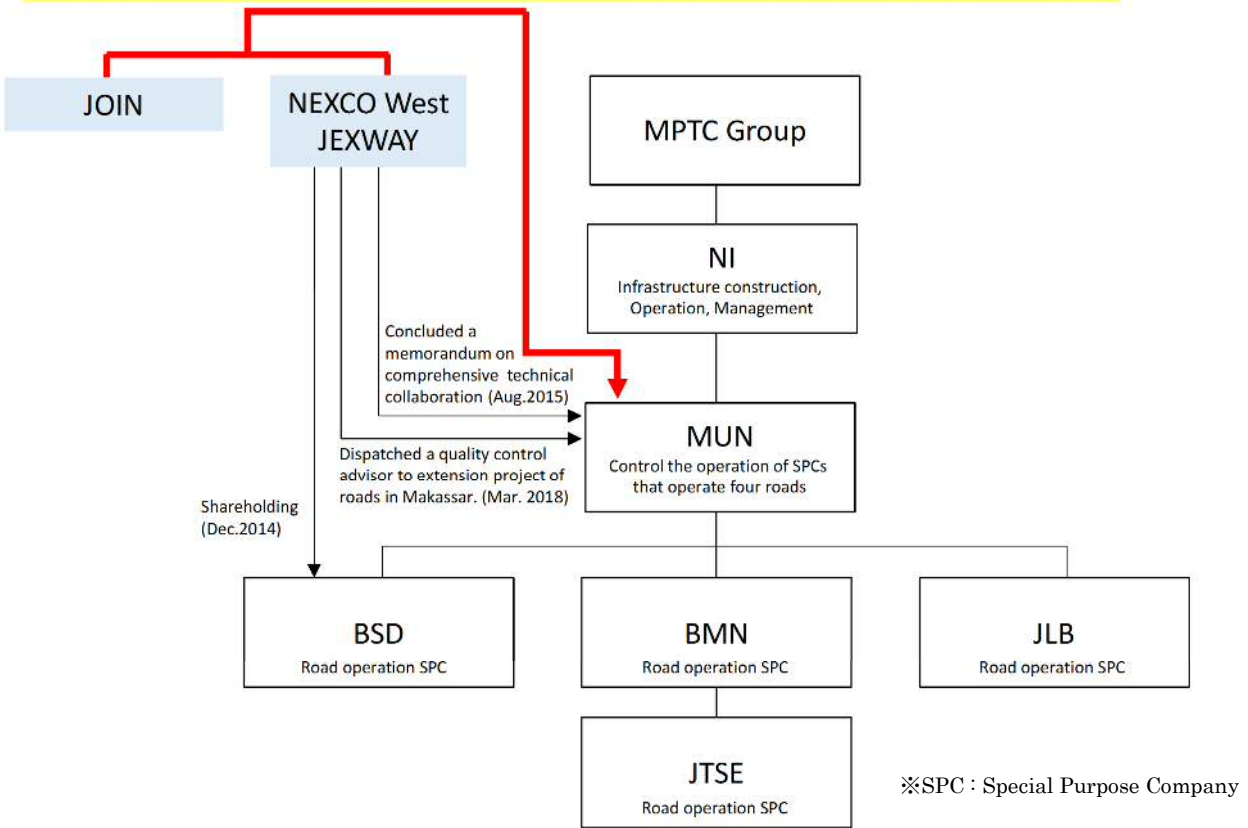 JOIN
NEXCO West
JEXWAY
MPTC Group
NI
Infrastructure construction,
Operation, Management
Concluded a
memorandum on
comprehensive technical
collaboration (Aug.2015)
MUN
Control the operation of SPCs
that operate four roads
Dispatched a quality control
advisor to extension project of
roads in Makassar. (Mar. 2018)
Shareholding
(Dec.2014)
BSD
Road operation SPC
BMN
Road operation SPC
JLB
Road operation SPC
JTSE
Road operation SPC
※SPC : Special Purpose Company